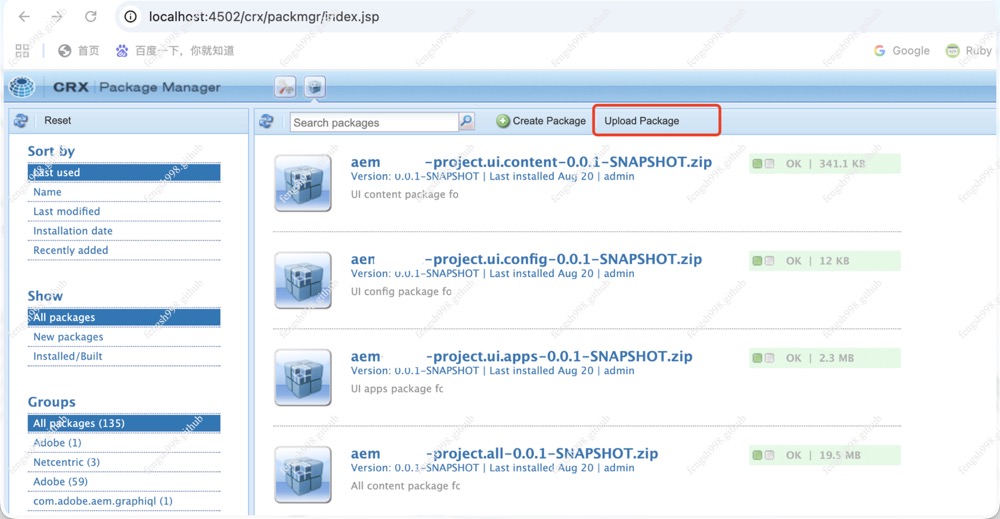 localhost:4502/crx/packmgr/index.jsp
首页 百度一下，你就知道 Google Ruby
CRX Package Manager
Reset
Search packages Create Package Upload Package
Sort by
Last used
Name
Last modified
Installation date
Recently added
Show
All packages
New packages
Installed/Built
Groups
All packages (135)
Adobe (1)
Netcentric (3)
Adobe (59)
com.adobe.aem.graphiql (1)
aem -project.ui.content-0.0.1-SNAPSHOT.zip OK | 341.1 KB
Version: 0.0.1-SNAPSHOT | Last installed Aug 20 | admin
UI content package fo
aem -project.ui.config-0.0.1-SNAPSHOT.zip OK | 12 KB
Version: 0.0.1-SNAPSHOT | Last installed Aug 20 | admin
UI config package fo
aem -project.ui.apps-0.0.1-SNAPSHOT.zip OK | 2.3 MB
Version: 0.0.1-SNAPSHOT | Last installed Aug 20 | admin
UI apps package fc
aem -project.all-0.0.1-SNAPSHOT.zip OK | 19.5 MB
Version: 0.0.1-SNAPSHOT | Last installed Aug 20 | admin
All content package fc
fengsh998.github